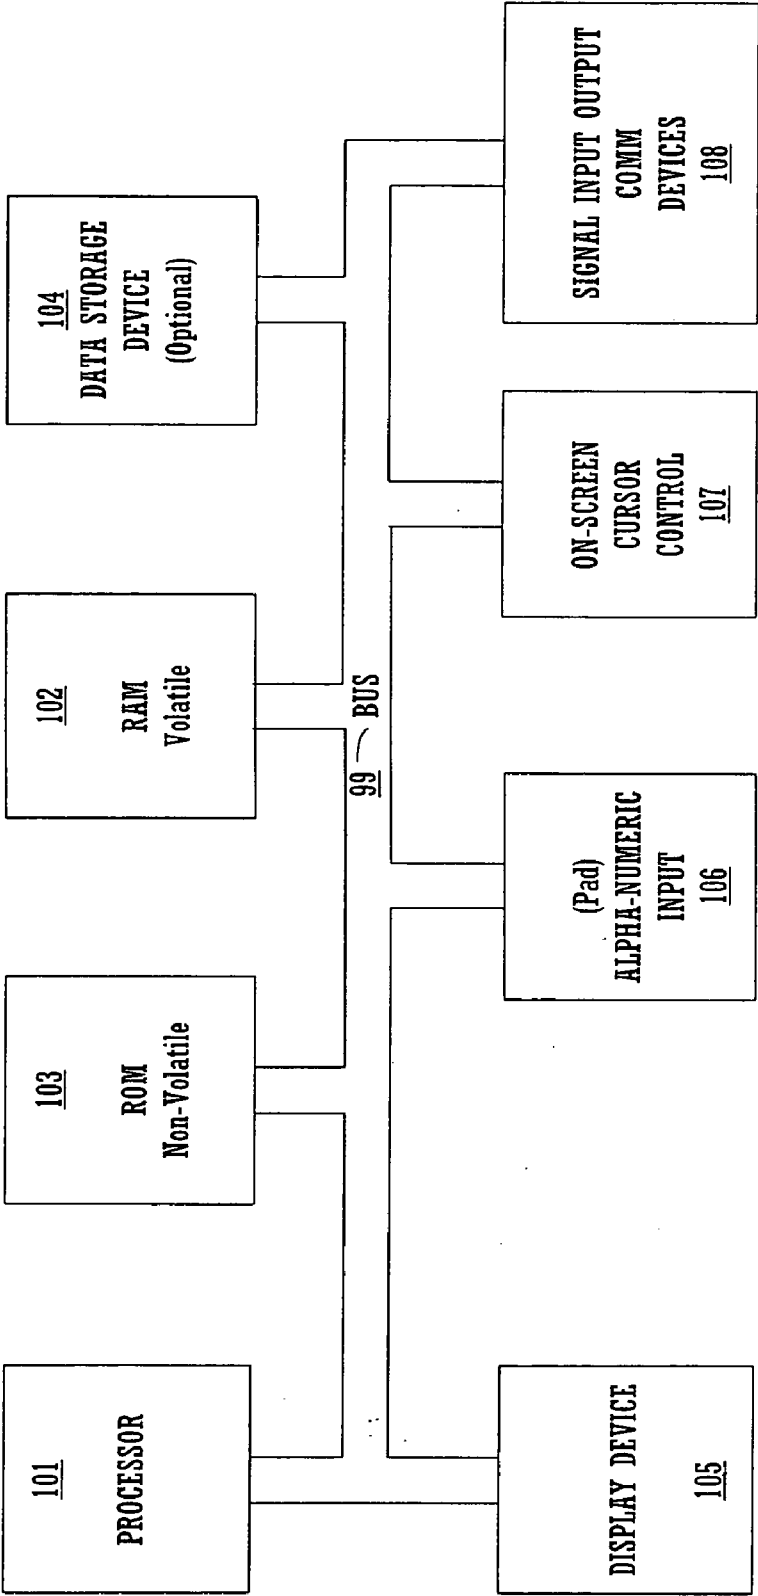 101
PROCESSOR
103
ROM
Non-Volatile
102
RAM
Volatile
104
DATA STORAGE
DEVICE
(Optional)
99
BUS
DISPLAY DEVICE
105
(Pad)
ALPHA-NUMERIC
INPUT
106
ON-SCREEN
CURSOR
CONTROL
107
SIGNAL INPUT OUTPUT
COMM
DEVICES
108